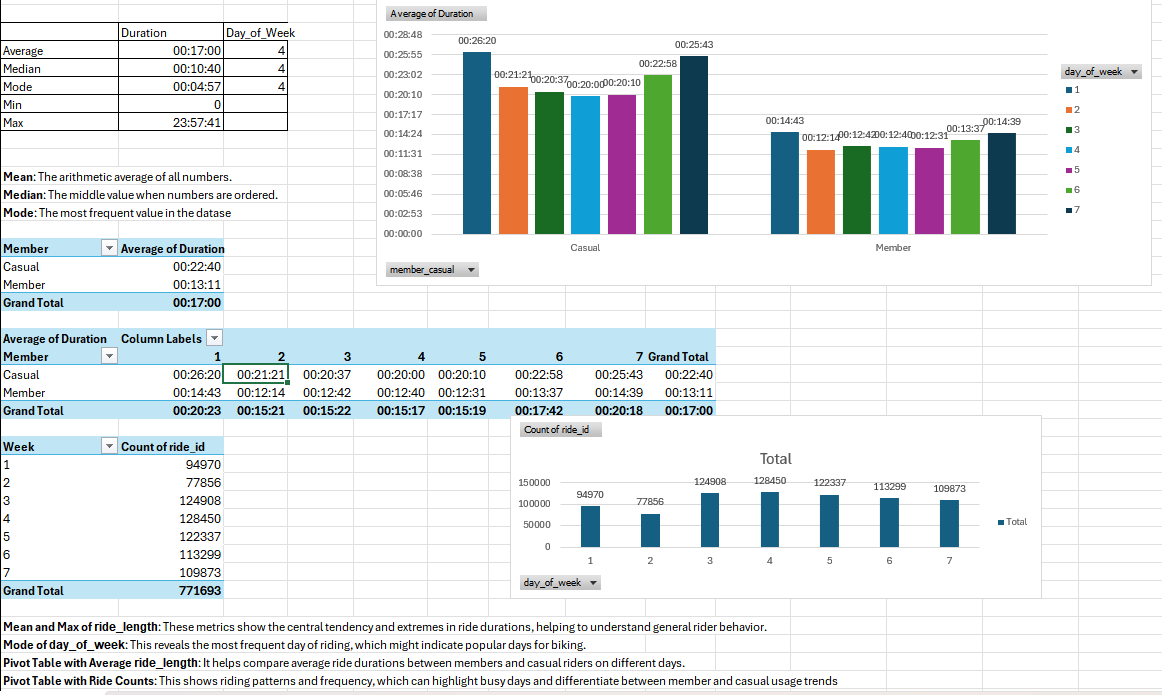 Duration Day_of_Week
Average 00:17:00 4
Median 00:10:40 4
Mode 00:04:57 4
Min 0
Max 23:57:41
Mean: The arithmetic average of all numbers.
Median: The middle value when numbers are ordered.
Mode: The most frequent value in the datase
Member Average of Duration
Casual 00:22:40
Member 00:13:11
Grand Total 00:17:00
Average of Duration
00:28:48
00:25:55
00:23:02
00:20:10
00:17:17
00:14:24
00:11:31
00:08:38
00:05:46
00:02:53
00:00:00
00:26:20 00:21:21 00:20:37 00:20:00 00:20:10 00:22:58 00:25:43
00:14:43 00:12:14 00:12:42 00:12:40 00:12:31 00:13:37 00:14:39
Casual Member
day_of_week
1
2
3
4
5
6
7
member_casual
Average of Duration Column Labels
Member 1 2 3 4 5 6 7 Grand Total
Casual 00:26:20 00:21:21 00:20:37 00:20:00 00:20:10 00:22:58 00:25:43 00:22:40
Member 00:14:43 00:12:14 00:12:42 00:12:40 00:12:31 00:13:37 00:14:39 00:13:11
Grand Total 00:20:23 00:15:21 00:15:22 00:15:17 00:15:19 00:17:42 00:20:18 00:17:00
Week Count of ride_id
1 94970
2 77856
3 124908
4 128450
5 122337
6 113299
7 109873
Grand Total 771693
Count of ride_id
Total
150000
100000
50000
0
94970 77856 124908 128450 122337 113299 109873
1 2 3 4 5 6 7
Total
day_of_week
Mean and Max of ride_length: These metrics show the central tendency and extremes in ride durations, helping to understand general rider behavior.
Mode of day_of_week: This reveals the most frequent day of riding, which might indicate popular days for biking.
Pivot Table with Average ride_length: It helps compare average ride durations between members and casual riders on different days.
Pivot Table with Ride Counts: This shows riding patterns and frequency, which can highlight busy days and differentiate between member and casual usage trends